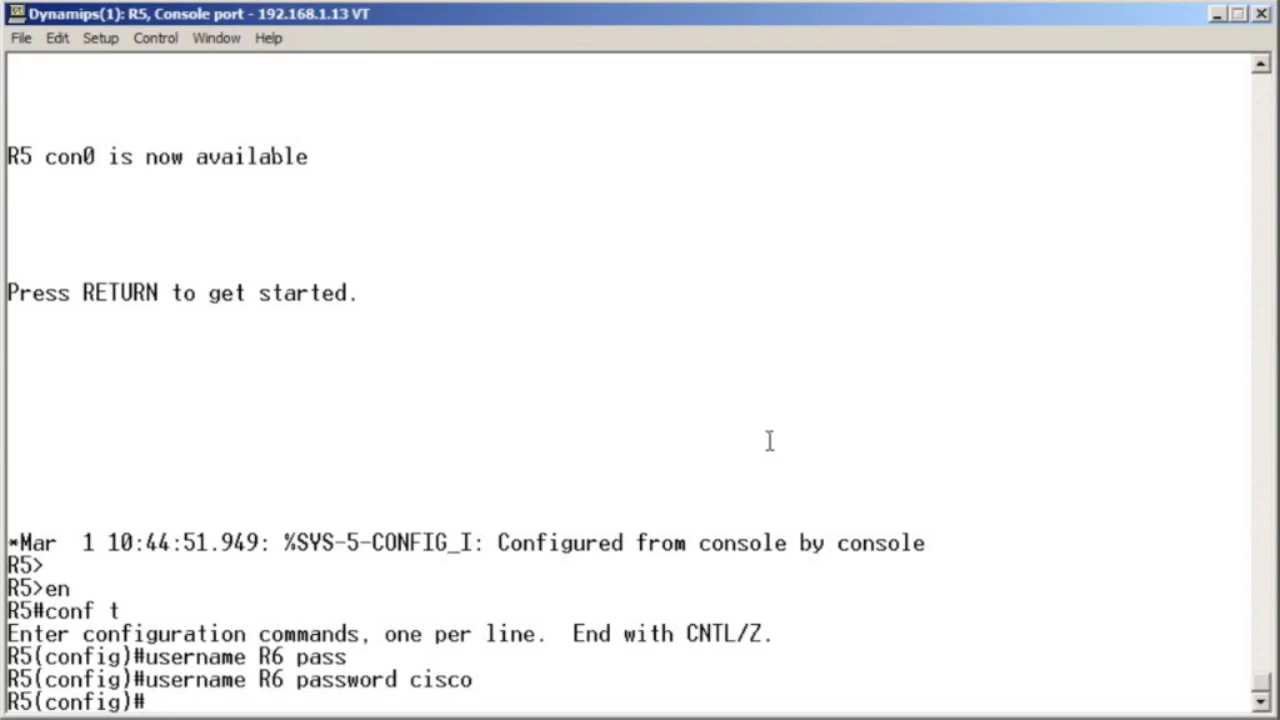 Dynamips(1): R5, Console port - 192.168.1.13 VT
File Edit Setup Control Window Help
R5 con0 is now available
Press RETURN to get started.
*Mar  1 10:44:51.949: %SYS-5-CONFIG_I: Configured from console by console
R5>
R5>en
R5#conf t
Enter configuration commands, one per line.  End with CNTL/Z.
R5(config)#username R6 pass
R5(config)#username R6 password cisco
R5(config)#